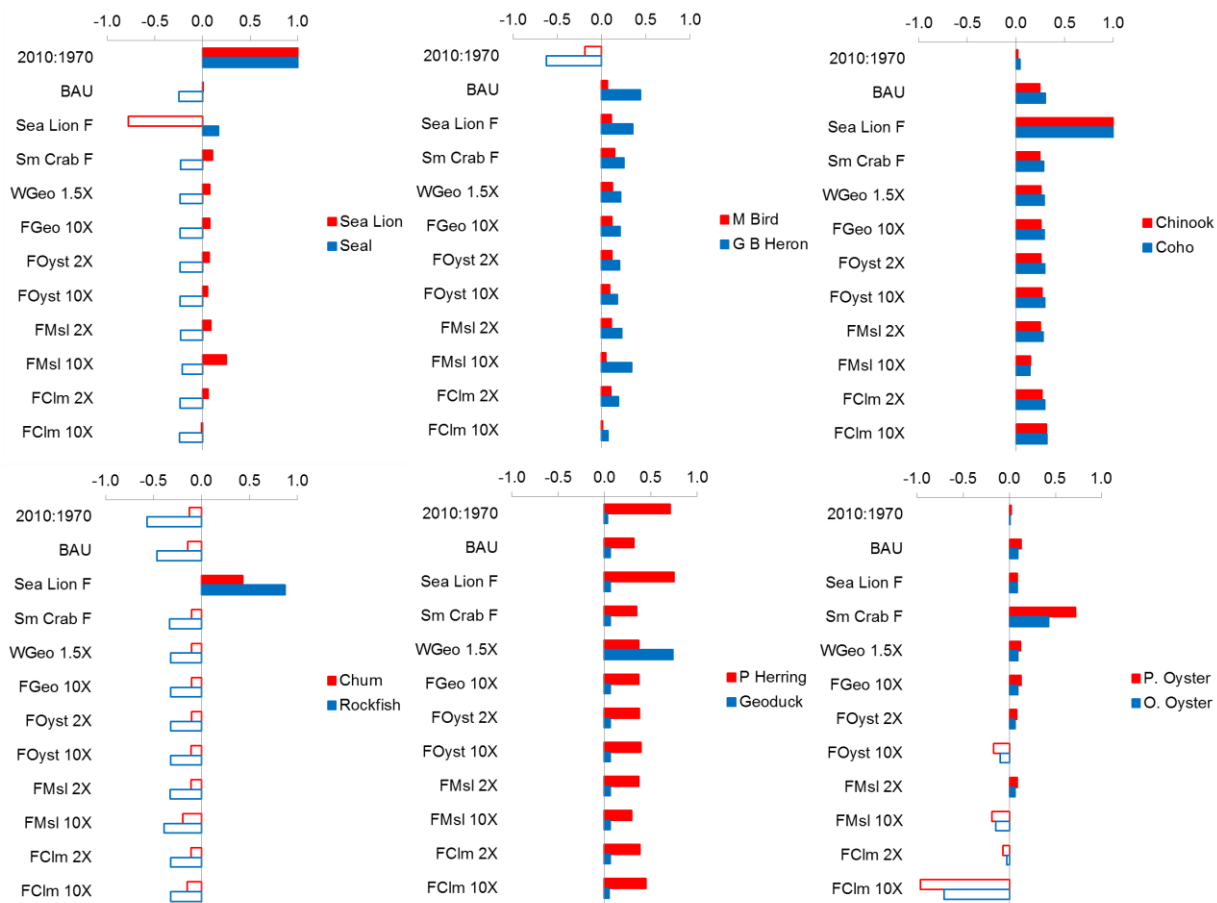 -1.0 -0.5 0.0 0.5 1.0
2010:1970
BAU
Sea Lion F
Sm Crab F
WGeo 1.5X
FGeo 10X
FOyst 2X
FOyst 10X
FMsl 2X
FMsl 10X
FClm 2X
FClm 10X
Sea Lion
Seal
-1.0 -0.5 0.0 0.5 1.0
2010:1970
BAU
Sea Lion F
Sm Crab F
WGeo 1.5X
FGeo 10X
FOyst 2X
FOyst 10X
FMsl 2X
FMsl 10X
FClm 2X
FClm 10X
M Bird
G B Heron
-1.0 -0.5 0.0 0.5 1.0
2010:1970
BAU
Sea Lion F
Sm Crab F
WGeo 1.5X
FGeo 10X
FOyst 2X
FOyst 10X
FMsl 2X
FMsl 10X
FClm 2X
FClm 10X
Chinook
Coho
-1.0 -0.5 0.0 0.5 1.0
2010:1970
BAU
Sea Lion F
Sm Crab F
WGeo 1.5X
FGeo 10X
FOyst 2X
FOyst 10X
FMsl 2X
FMsl 10X
FClm 2X
FClm 10X
Chum
Rockfish
-1.0 -0.5 0.0 0.5 1.0
2010:1970
BAU
Sea Lion F
Sm Crab F
WGeo 1.5X
FGeo 10X
FOyst 2X
FOyst 10X
FMsl 2X
FMsl 10X
FClm 2X
FClm 10X
P Herring
Geoduck
-1.0 -0.5 0.0 0.5 1.0
2010:1970
BAU
Sea Lion F
Sm Crab F
WGeo 1.5X
FGeo 10X
FOyst 2X
FOyst 10X
FMsl 2X
FMsl 10X
FClm 2X
FClm 10X
P. Oyster
O. Oyster